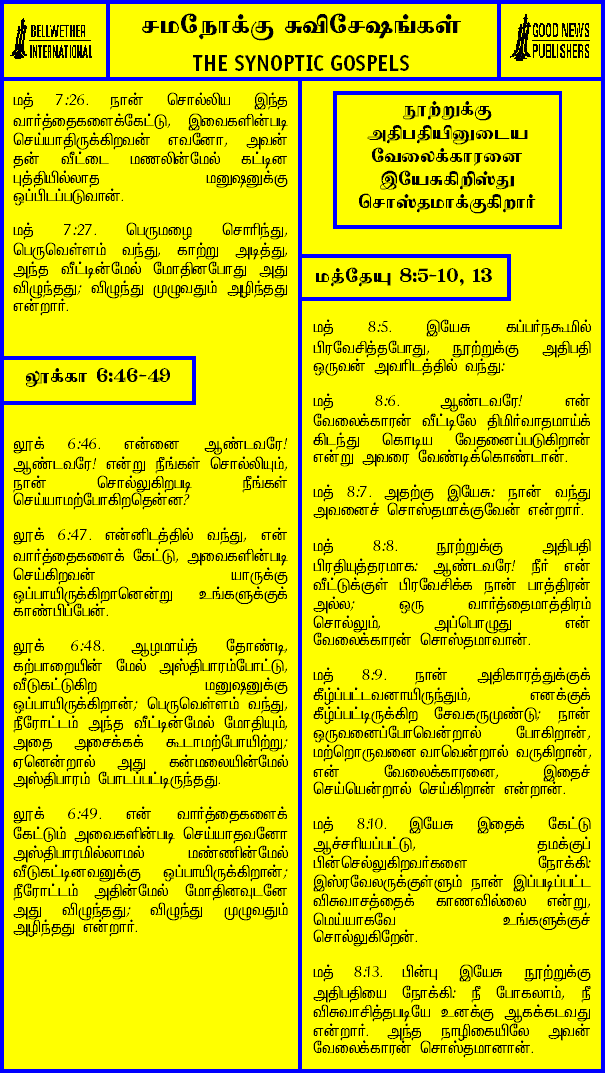 BELLWETHER
INTERNATIONAL
சமநோக்கு சுவிசேஷங்கள்
THE SYNOPTIC GOSPELS
GOOD NEWS
PUBLISHERS
மத் 7:26. நான் சொல்லிய இந்த
வார்த்தைகளைக்கேட்டு, இவைகளின்படி
செய்யாதிருக்கிறவன் எவனோ, அவன்
தன் வீட்டை மணலின்மேல் கட்டின
புத்தியில்லாத மனுஷனுக்கு
ஒப்பிடப்படுவான்.
மத் 7:27. பெருமழை சொரிந்து,
பெருவெள்ளம் வந்து, காற்று அடித்து,
அந்த வீட்டின்மேல் மோதினபோது அது
விழுந்தது; விழுந்து முழுவதும் அழிந்தது
என்றார்.
லூக்கா 6:46-49
லூக் 6:46. என்னை ஆண்டவரே!
ஆண்டவரே! என்று நீங்கள் சொல்லியும்,
நான் சொல்லுகிறபடி நீங்கள்
செய்யாமற்போகிறதென்ன?
லூக் 6:47. என்னிடத்தில் வந்து, என்
வார்த்தைகளைக் கேட்டு, அவைகளின்படி
செய்கிறவன் யாருக்கு
ஒப்பாயிருக்கிறானென்று உங்களுக்குக்
காண்பிப்பேன்.
லூக் 6:48. ஆழமாய்த் தோண்டி,
கற்பாறையின் மேல் அஸ்திபாரம்போட்டு,
வீடுகட்டுகிற மனுஷனுக்கு
ஒப்பாயிருக்கிறான்; பெருவெள்ளம் வந்து,
நீரோட்டம் அந்த வீட்டின்மேல் மோதியும்,
அதை அசைக்கக் கூடாமற்போயிற்று;
ஏனென்றால் அது கன்மலையின்மேல்
அஸ்திபாரம் போடப்பட்டிருந்தது.
லூக் 6:49. என் வார்த்தைகளைக்
கேட்டும் அவைகளின்படி செய்யாதவனோ
அஸ்திபாரமில்லாமல் மண்ணின்மேல்
வீடுகட்டினவனுக்கு ஒப்பாயிருக்கிறான்;
நீரோட்டம் அதின்மேல் மோதினவுடனே
அது விழுந்தது; விழுந்து முழுவதும்
அழிந்தது என்றார்.
நூற்றுக்கு
அதிபதியினுடைய
வேலைக்காரனை
இயேசுகிறிஸ்து
சொஸ்தமாக்குகிறார்
மத்தேயு 8:5-10, 13
மத் 8:5. இயேசு கப்பர்நகூமில்
பிரவேசித்தபோது, நூற்றுக்கு அதிபதி
ஒருவன் அவரிடத்தில் வந்து:
மத் 8:6. ஆண்டவரே! என்
வேலைக்காரன் வீட்டிலே திமிர்வாதமாய்க்
கிடந்து கொடிய வேதனைப்படுகிறான்
என்று அவரை வேண்டிக்கொண்டான்.
மத் 8:7. அதற்கு இயேசு: நான் வந்து
அவனைச் சொஸ்தமாக்குவேன் என்றார்.
மத் 8:8. நூற்றுக்கு அதிபதி
பிரதியுத்தரமாக: ஆண்டவரே! நீர் என்
வீட்டுக்குள் பிரவேசிக்க நான் பாத்திரன்
அல்ல; ஒரு வார்த்தைமாத்திரம்
சொல்லும், அப்பொழுது என்
வேலைக்காரன் சொஸ்தமாவான்.
மத் 8:9. நான் அதிகாரத்துக்குக்
கீழ்ப்பட்டவனாயிருந்தும், எனக்குக்
கீழ்ப்பட்டிருக்கிற சேவகருமுண்டு; நான்
ஒருவனைப்போவென்றால் போகிறான்,
மற்றொருவனை வாவென்றால் வருகிறான்,
என் வேலைக்காரனை, இதைச்
செய்யென்றால் செய்கிறான் என்றான்.
மத் 8:10. இயேசு இதைக் கேட்டு
ஆச்சரியப்பட்டு, தமக்குப்
பின்செல்லுகிறவர்களை நோக்கி:
இஸ்ரவேலருக்குள்ளும் நான் இப்படிப்பட்ட
விசுவாசத்தைக் காணவில்லை என்று,
மெய்யாகவே உங்களுக்குச்
சொல்லுகிறேன்.
மத் 8:13. பின்பு இயேசு நூற்றுக்கு
அதிபதியை நோக்கி: நீ போகலாம், நீ
விசுவாசித்தபடியே உனக்கு ஆகக்கடவது
என்றார். அந்த நாழிகையிலே அவன்
வேலைக்காரன் சொஸ்தமானான்.